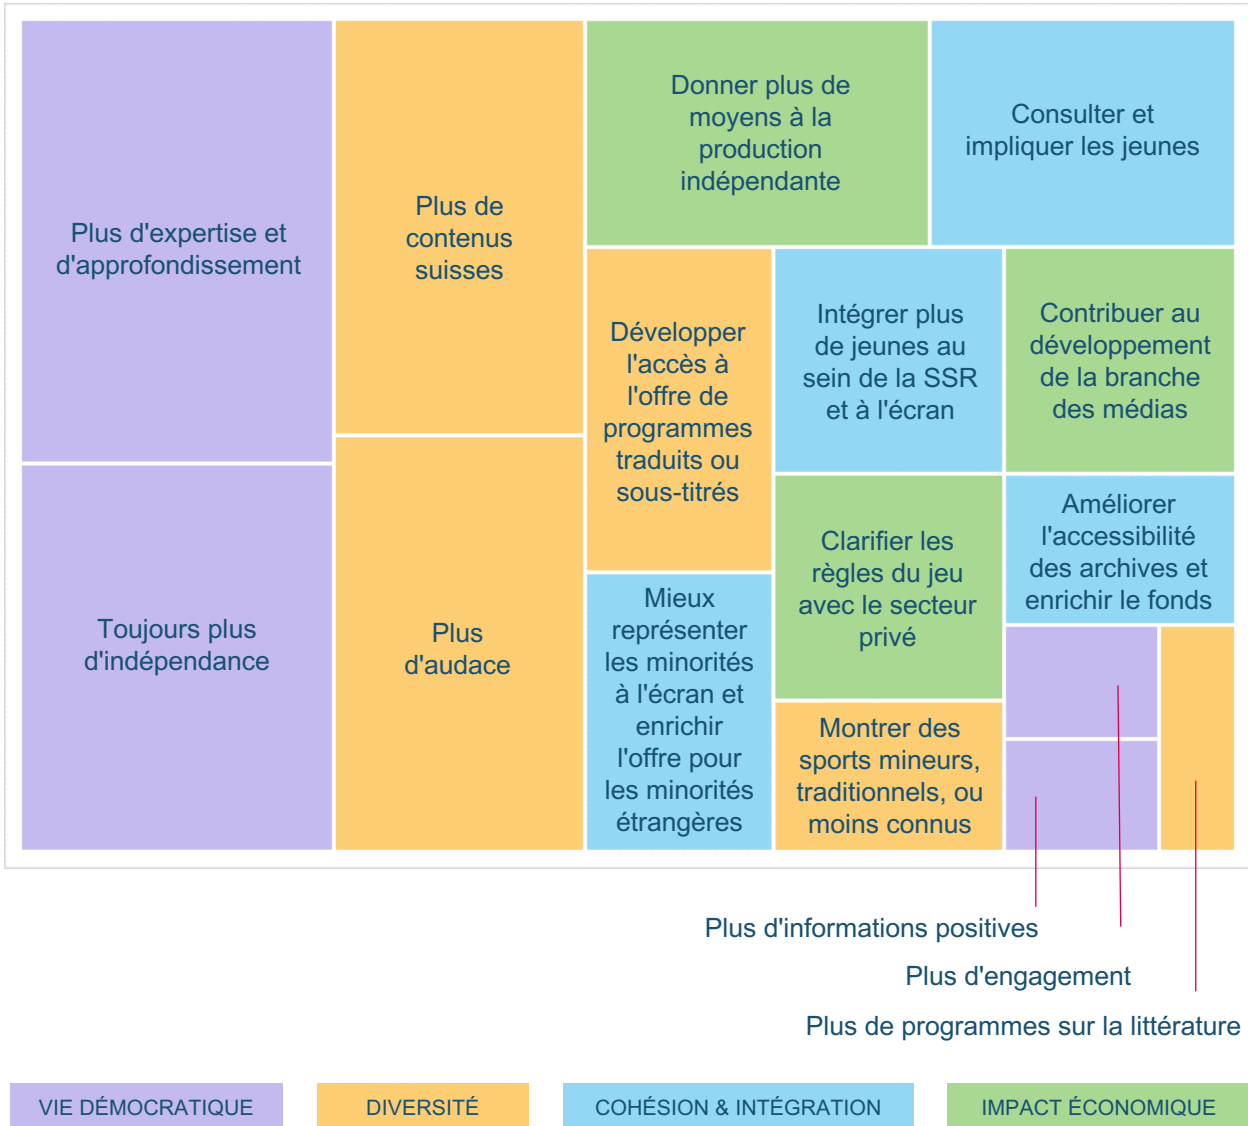 Plus d'expertise et
d'approfondissement
Toujours plus
d'indépendance
Plus de
contenus
suisses
Plus
d'audace
Donner plus de
moyens à la
production
indépendante
Consulter et
impliquer les jeunes
Développer
l'accès à
l'offre de
programmes
traduits ou
sous-titrés
Intégrer plus
de jeunes au
sein de la SSR
et à l'écran
Contribuer au
développement
de la branche
des médias
Mieux
représenter
les minorités
à l'écran et
enrichir
l'offre pour
les minorités
étrangères
Clarifier les
règles du jeu
avec le secteur
privé
Améliorer
l'accessibilité
des archives et
enrichir le fonds
Montrer des
sports mineurs,
traditionnels, ou
moins connus
Plus d'informations positives
Plus d'engagement
Plus de programmes sur la littérature
VIE DÉMOCRATIQUE
DIVERSITÉ
COHÉSION & INTÉGRATION
IMPACT ÉCONOMIQUE